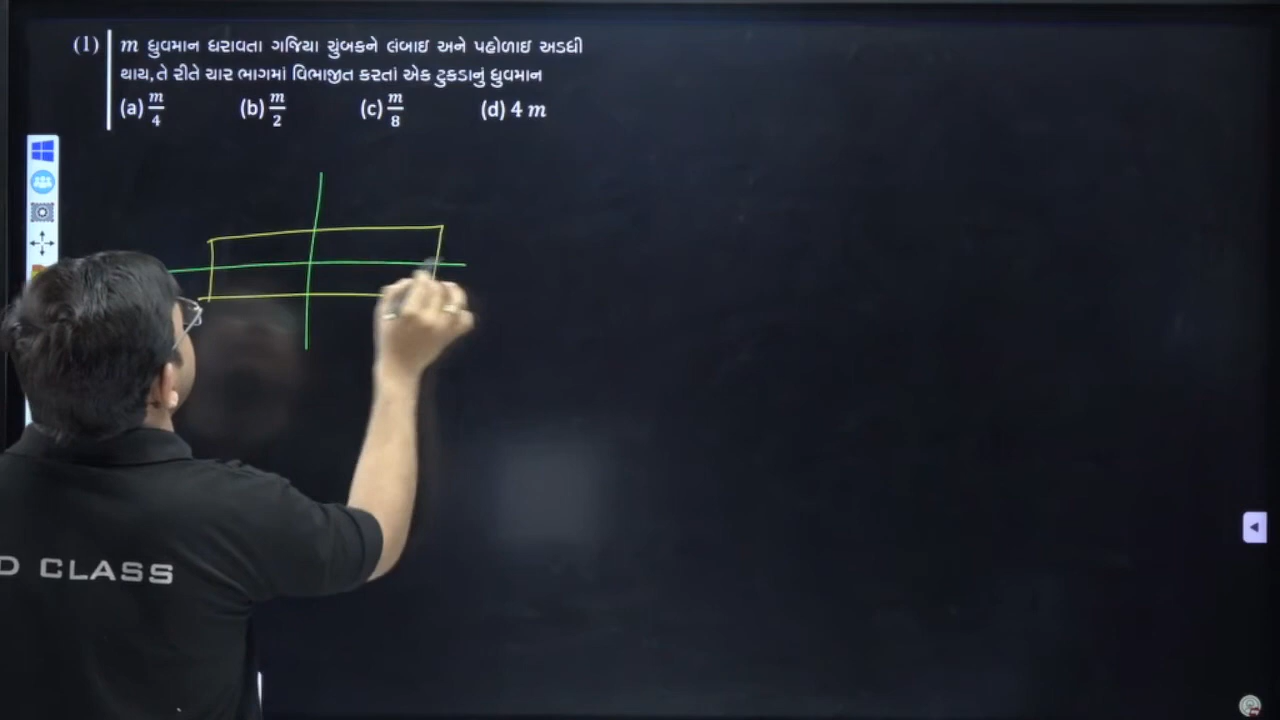 (1) m ધ્રુવમાન ધરાવતા ગજિયા ચુંબકને લંબાઇ અને પહોળાઇ અડધી
થાય, તે રીતે ચાર ભાગમાં વિભાજીત કરતાં એક ટુકડાનું ધ્રુવમાન
(a) m/4 (b) m/2 (c) m/8 (d) 4 m
D CLASS